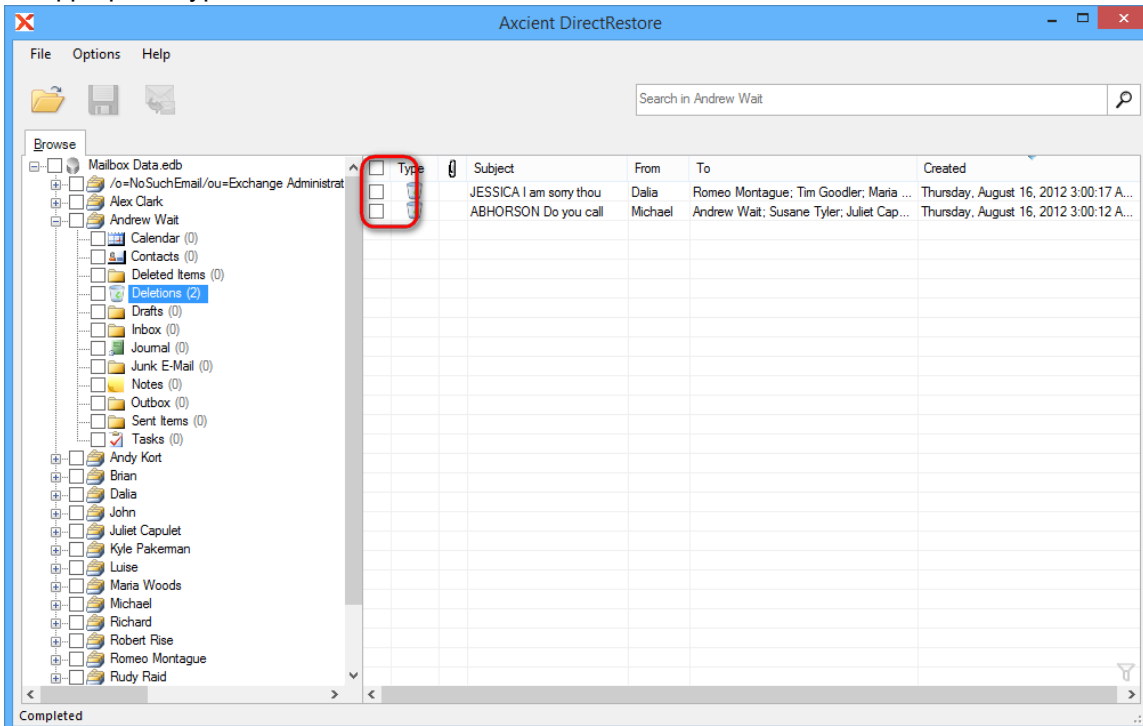 Axcient DirectRestore
File Options Help
Search in Andrew Wait
Browse
Mailbox Data.edb
/o=NoSuchEmail/ou=Exchange Administrat
Alex Clark
Andrew Wait
Calendar (0)
Contacts (0)
Deleted Items (0)
Deletions (2)
Drafts (0)
Inbox (0)
Journal (0)
Junk E-Mail (0)
Notes (0)
Outbox (0)
Sent Items (0)
Tasks (0)
Andy Kort
Brian
Dalia
John
Juliet Capulet
Kyle Pakerman
Luise
Maria Woods
Michael
Richard
Robert Rise
Romeo Montague
Rudy Raid
Type Subject From To Created
JESSICA I am sorry thou Dalia Romeo Montague; Tim Goodler; Maria ... Thursday, August 16, 2012 3:00:17 A...
ABHORSON Do you call Michael Andrew Wait; Susane Tyler; Juliet Cap... Thursday, August 16, 2012 3:00:12 A...
Completed